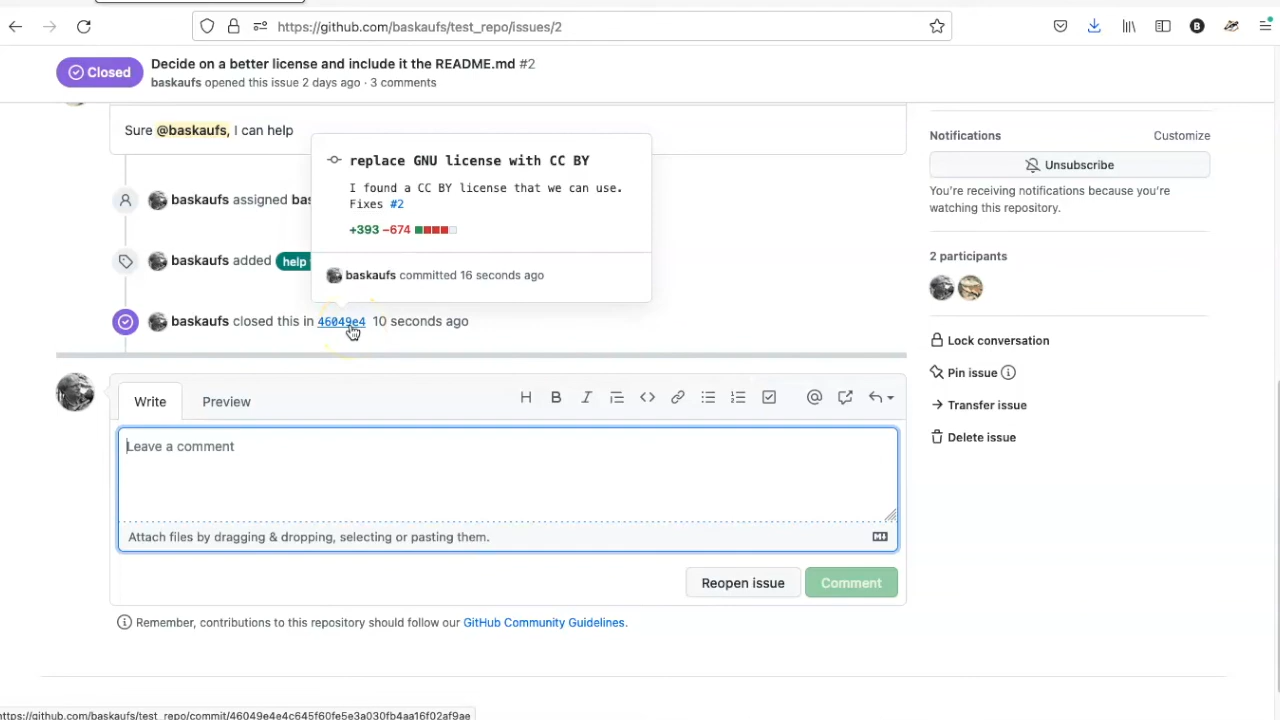 https://github.com/baskaufs/test_repo/issues/2
B
Closed
Decide on a better license and include it the README.md #2
baskaufs opened this issue 2 days ago · 3 comments
Sure @baskaufs, I can help
replace GNU license with CC BY
I found a CC BY license that we can use.
Fixes #2
+393 −674
baskaufs committed 16 seconds ago
baskaufs assigned bas
baskaufs added help
baskaufs closed this in 46049e4 10 seconds ago
Write
Preview
H B I
Leave a comment
Attach files by dragging & dropping, selecting or pasting them.
Reopen issue
Comment
Remember, contributions to this repository should follow our GitHub Community Guidelines.
Notifications
Customize
Unsubscribe
You're receiving notifications because you're
watching this repository.
2 participants
Lock conversation
Pin issue
Transfer issue
Delete issue
https://github.com/baskaufs/test_repo/commit/46049e4e4c645f60fe5e3a030fb4aa16f02af9ae